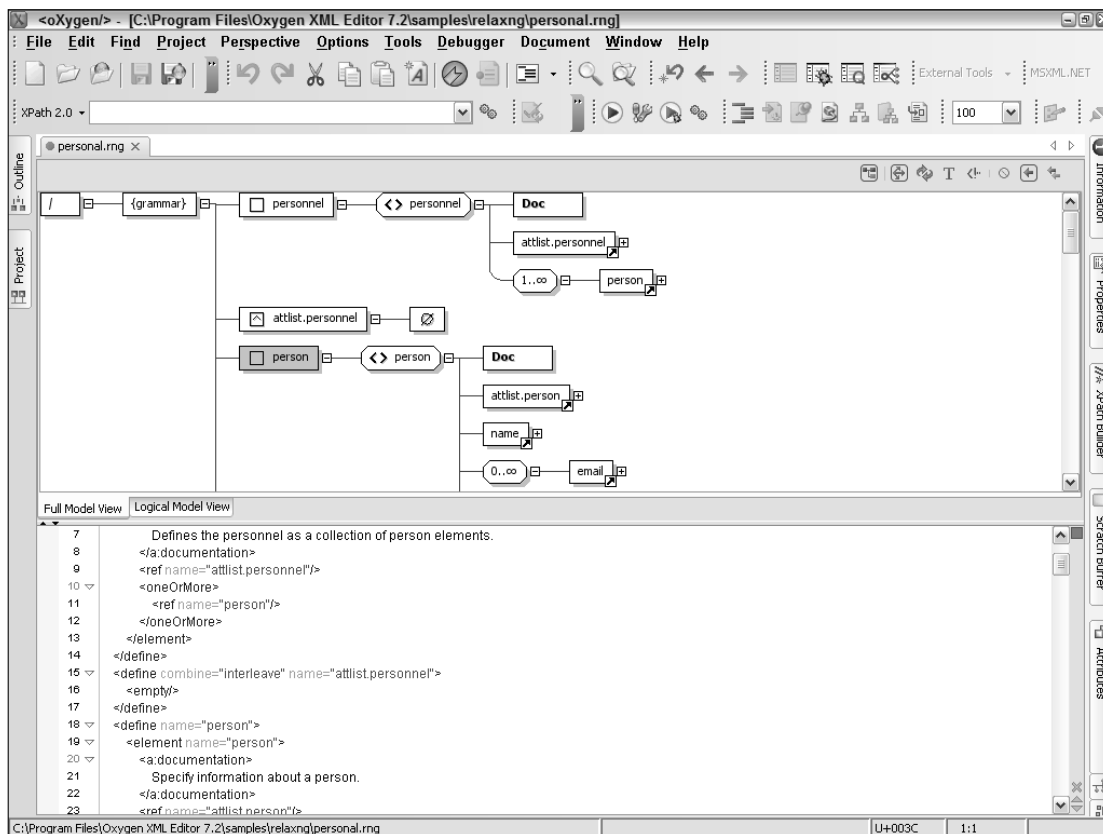 <oXygen/> - [C:\Program Files\Oxygen XML Editor 7.2\samples\relaxng\personal.rng]
File Edit Find Project Perspective Options Tools Debugger Document Window Help
External Tools MSXML.NET
XPath 2.0 100
personal.rng
Outline
Project
/ {grammar} personnel <> personnel Doc
attlist.personnel
1..∞ person
attlist.personnel Ø
person <> person Doc
attlist.person
name
0..∞ email
Full Model View Logical Model View
7 Defines the personnel as a collection of person elements.
8 </a:documentation>
9 <ref name="attlist.personnel"/>
10 <oneOrMore>
11 <ref name="person"/>
12 </oneOrMore>
13 </element>
14 </define>
15 <define combine="interleave" name="attlist.personnel">
16 <empty/>
17 </define>
18 <define name="person">
19 <element name="person">
20 <a:documentation>
21 Specify information about a person.
22 </a:documentation>
23 <ref name="attlist.person"/>
Information
Properties
XPath Builder
Scratch Buffer
Attributes
C:\Program Files\Oxygen XML Editor 7.2\samples\relaxng\personal.rng U+003C 1:1